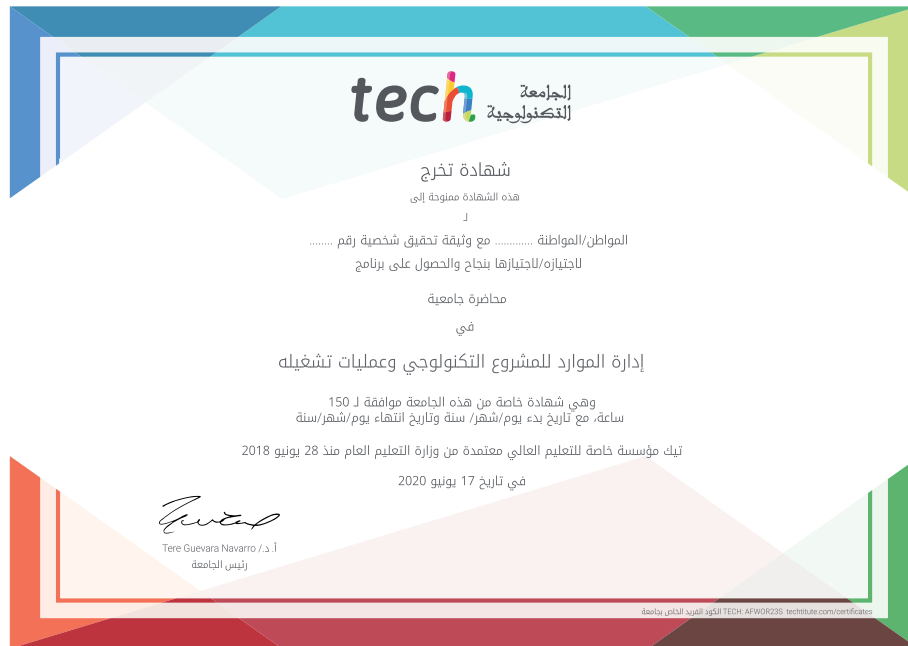 tech الجامعة
التكنولوجية
شهادة تخرج
هذه الشهادة ممنوحة إلى
لـ
المواطن/المواطنة ............. مع وثيقة تحقيق شخصية رقم ........
لاجتيازه/لاجتيازها بنجاح والحصول على برنامج
محاضرة جامعية
في
إدارة الموارد للمشروع التكنولوجي وعمليات تشغيله
وهي شهادة خاصة من هذه الجامعة موافقة لـ 150
ساعة، مع تاريخ بدء يوم/شهر/ سنة وتاريخ انتهاء يوم/شهر/سنة
تيك مؤسسة خاصة للتعليم العالي معتمدة من وزارة التعليم العام منذ 28 يونيو 2018
في تاريخ 17 يونيو 2020
أ. د./ Tere Guevara Navarro
رئيس الجامعة
الكود الفريد الخاص بجامعة TECH: AFWOR23S techtitute.com/certificates